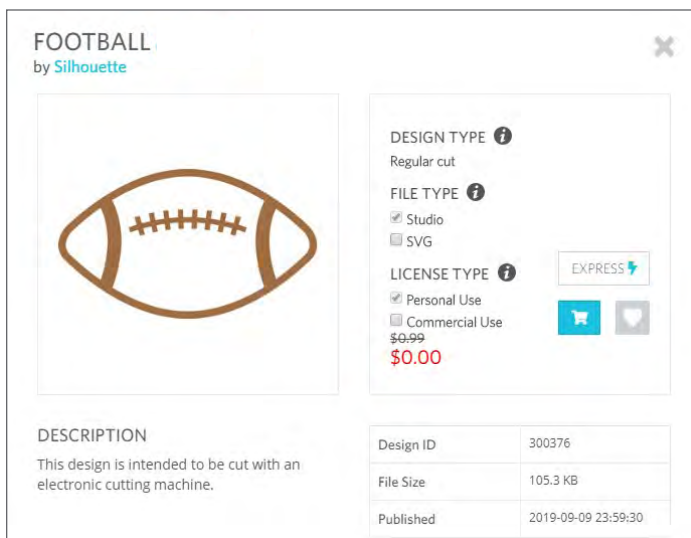 FOOTBALL
by Silhouette
DESIGN TYPE
Regular cut
FILE TYPE
Studio
SVG
LICENSE TYPE
Personal Use
Commercial Use
$0.99
$0.00
EXPRESS
DESCRIPTION
This design is intended to be cut with an
electronic cutting machine.
Design ID 300376
File Size 105.3 KB
Published 2019-09-09 23:59:30